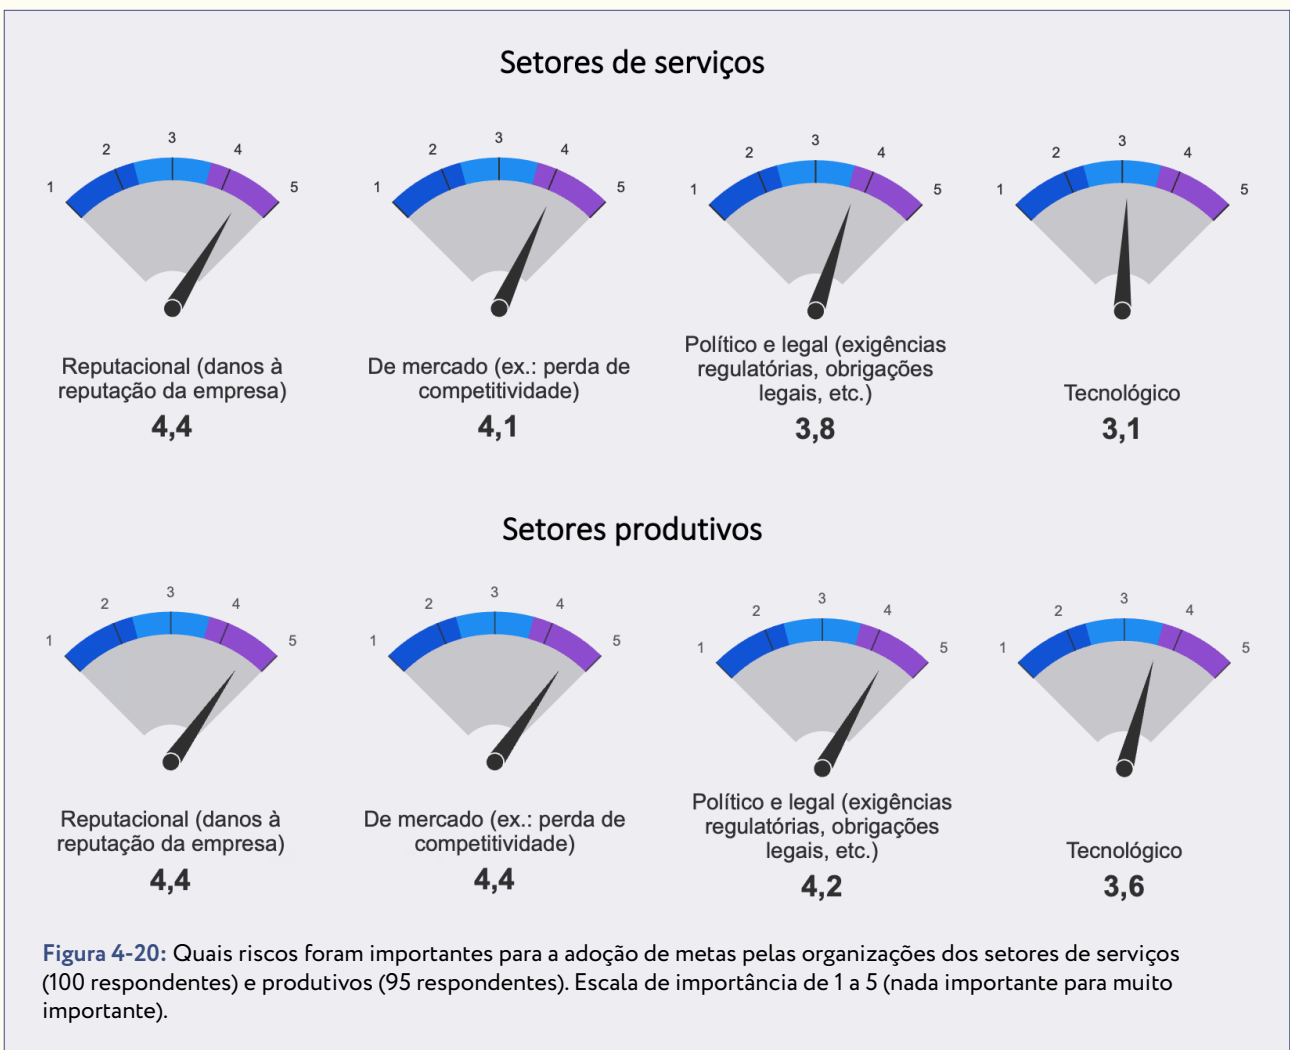 Setores de serviços
1 2 3 4 5
1 2 3 4 5
1 2 3 4 5
1 2 3 4 5
Reputacional (danos à
reputação da empresa)
4,4
De mercado (ex.: perda de
competitividade)
4,1
Político e legal (exigências
regulatórias, obrigações
legais, etc.)
3,8
Tecnológico
3,1
Setores produtivos
1 2 3 4 5
1 2 3 4 5
1 2 3 4 5
1 2 3 4 5
Reputacional (danos à
reputação da empresa)
4,4
De mercado (ex.: perda de
competitividade)
4,4
Político e legal (exigências
regulatórias, obrigações
legais, etc.)
4,2
Tecnológico
3,6
Figura 4-20: Quais riscos foram importantes para a adoção de metas pelas organizações dos setores de serviços
(100 respondentes) e produtivos (95 respondentes). Escala de importância de 1 a 5 (nada importante para muito
importante).